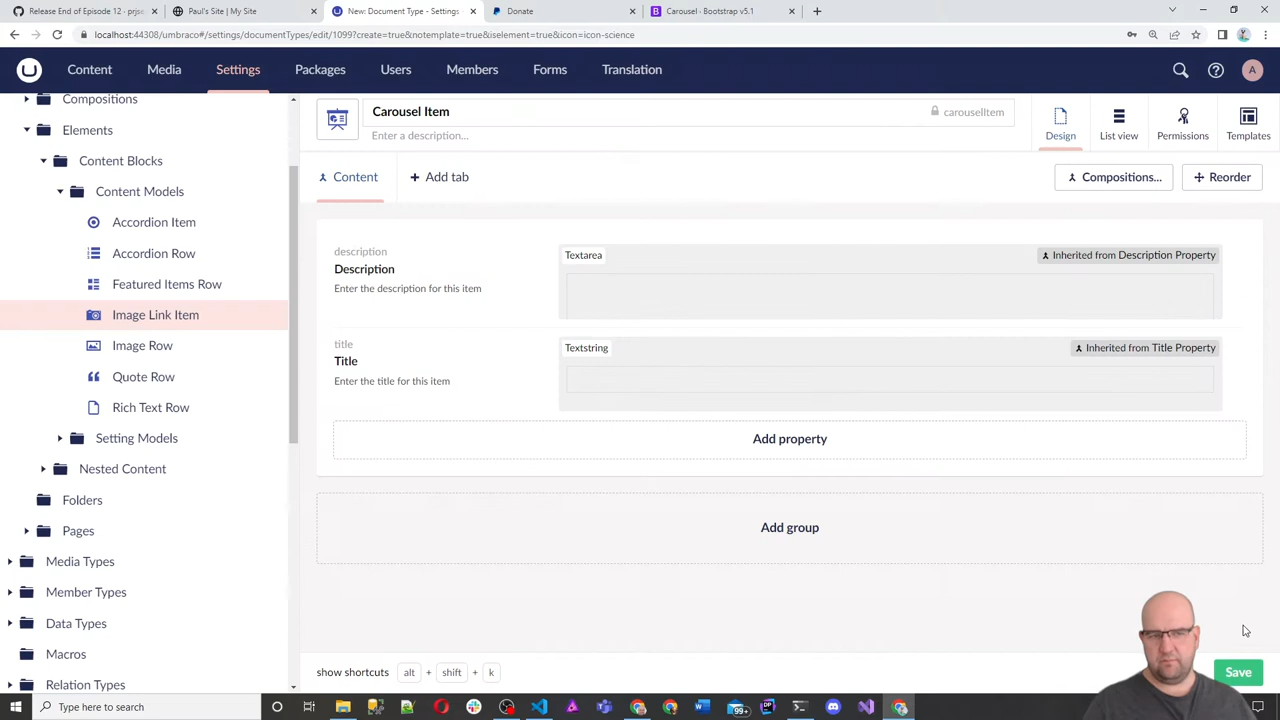 Release End of Episode 12 - prjse
Paul's Site | My Site
New: Document Type - Settings
Donate
Carousel · Bootstrap v5.1
localhost:44308/umbraco#/settings/documentTypes/edit/1099?create=true&notemplate=true&iselement=true&icon=icon-science
Content
Media
Settings
Packages
Users
Members
Forms
Translation
A
Compositions
Elements
Content Blocks
Content Models
Accordion Item
Accordion Row
Featured Items Row
Image Link Item
Image Row
Quote Row
Rich Text Row
Setting Models
Nested Content
Folders
Pages
Media Types
Member Types
Data Types
Macros
Relation Types
Carousel Item
carouselItem
Enter a description...
Design
List view
Permissions
Templates
Content
Add tab
Compositions...
Reorder
description
Description
Enter the description for this item
Textarea
Inherited from Description Property
title
Title
Enter the title for this item
Textstring
Inherited from Title Property
Add property
Add group
show shortcuts alt + shift + k
Save
Type here to search
99+